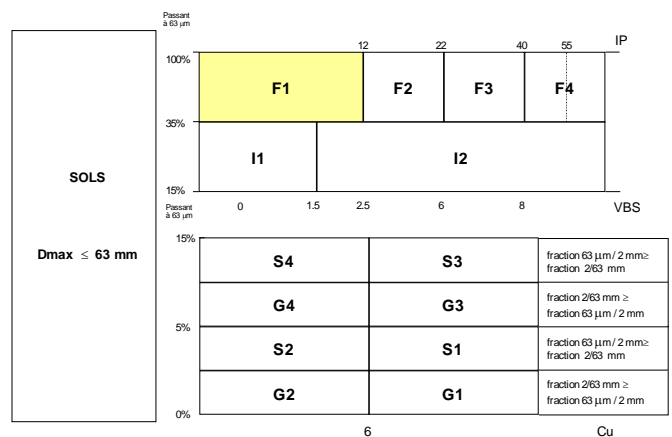 Passant
à 63 µm
IP
12 22 40 55
100%
F1 F2 F3 F4
35%
I1 I2
15%
Passant
à 63 µm
0 1.5 2.5 6 8 VBS
SOLS
Dmax ≤ 63 mm
15%
S4 S3
fraction 63 µm / 2 mm≥
fraction 2/63 mm
G4 G3
fraction 2/63 mm ≥
fraction 63 µm / 2 mm
5%
S2 S1
fraction 63 µm / 2 mm≥
fraction 2/63 mm
G2 G1
fraction 2/63 mm ≥
fraction 63 µm / 2 mm
0%
6 Cu